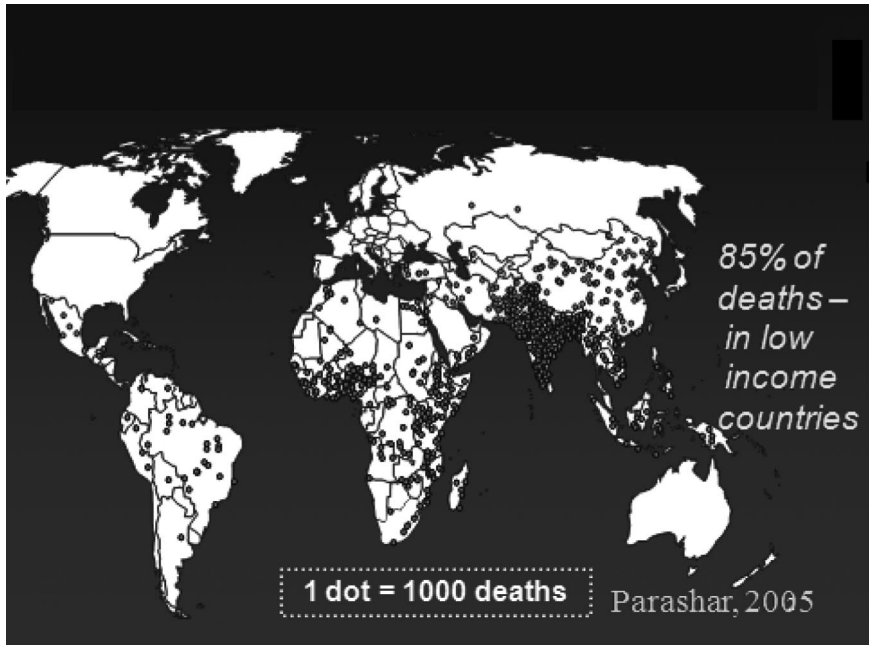 85% of
deaths –
in low
income
countries
1 dot = 1000 deaths
Parashar, 2005